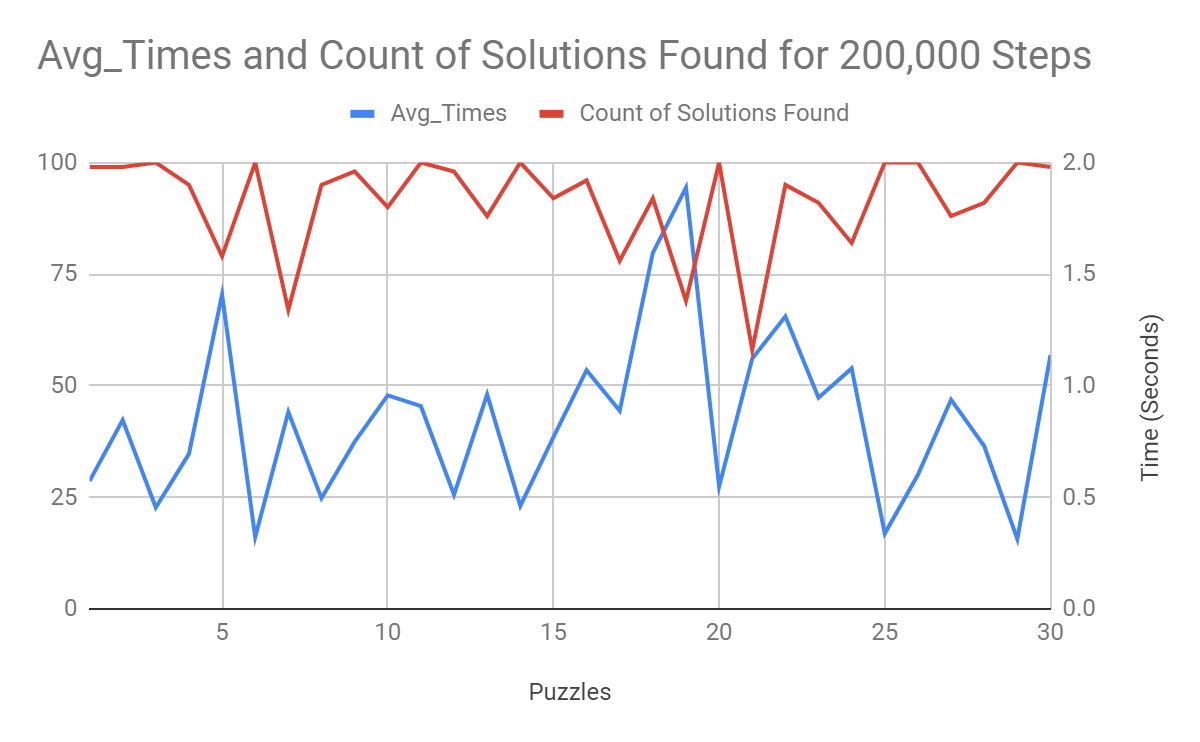 Avg_Times and Count of Solutions Found for 200,000 Steps
Avg_Times Count of Solutions Found
100 2.0
75 1.5
50 1.0
25 0.5
0 0.0
5 10 15 20 25 30
Time (Seconds)
Puzzles